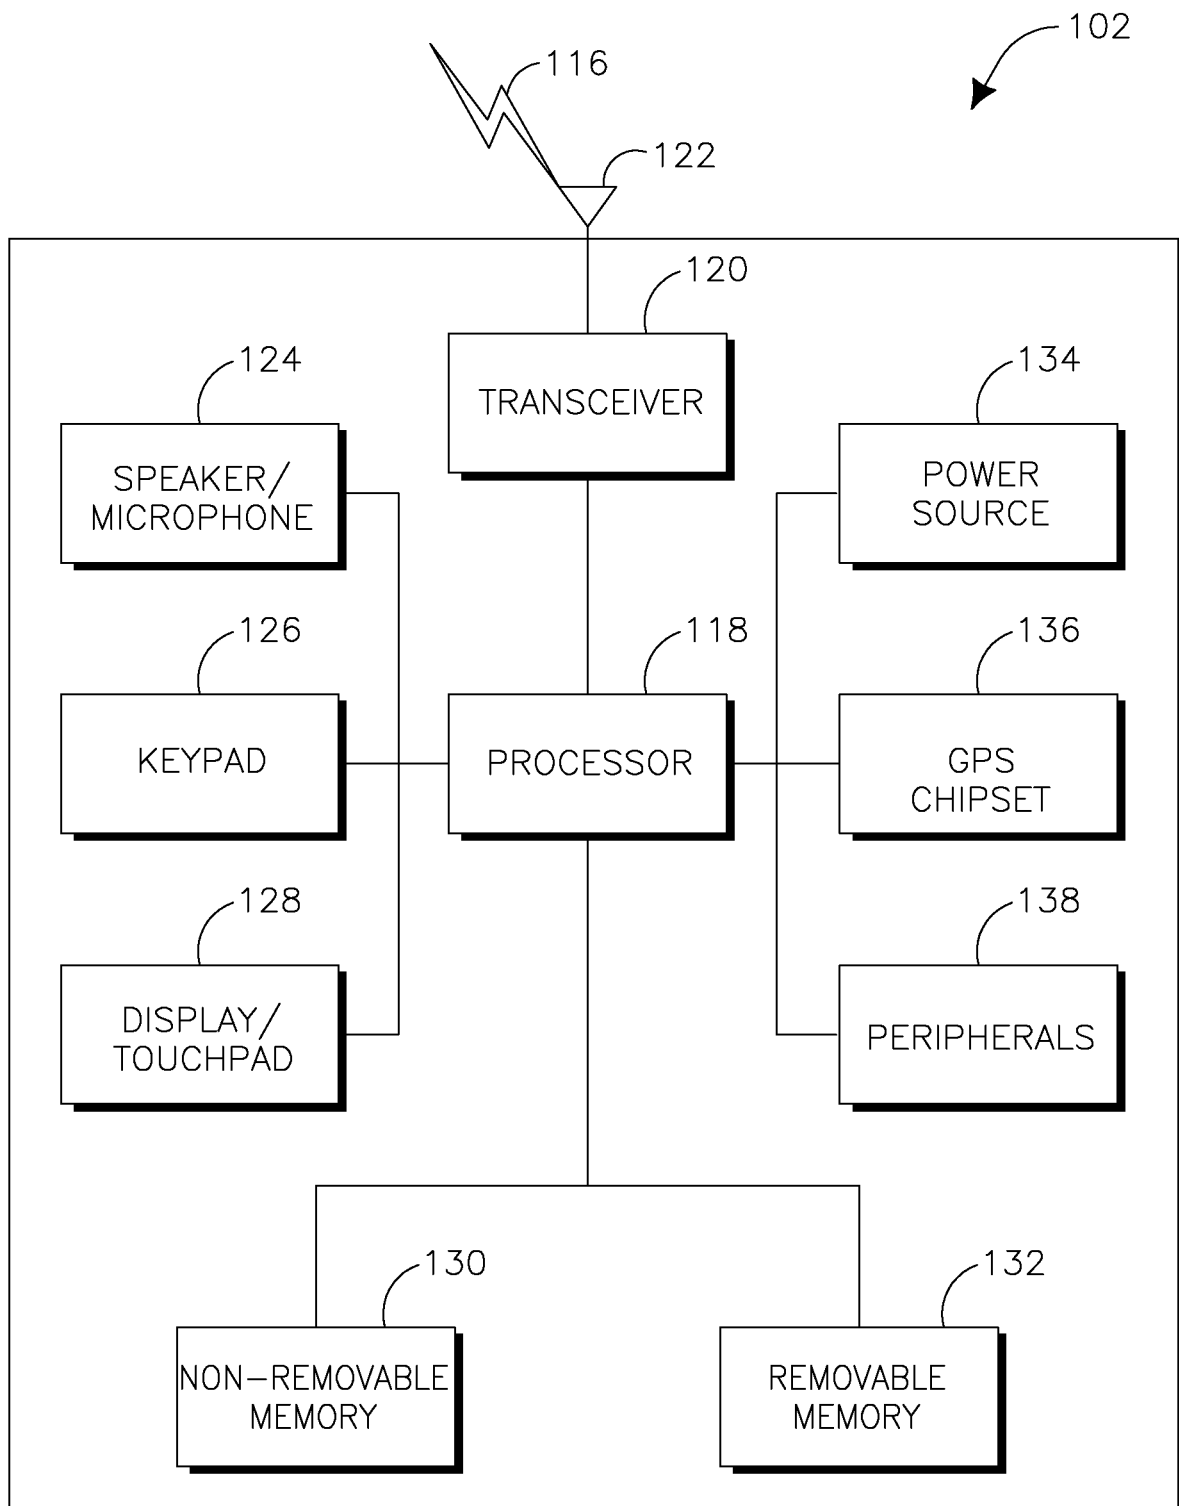 102
116
122
120
TRANSCEIVER
124
SPEAKER/
MICROPHONE
134
POWER
SOURCE
126
KEYPAD
118
PROCESSOR
136
GPS
CHIPSET
128
DISPLAY/
TOUCHPAD
138
PERIPHERALS
130
NON-REMOVABLE
MEMORY
132
REMOVABLE
MEMORY